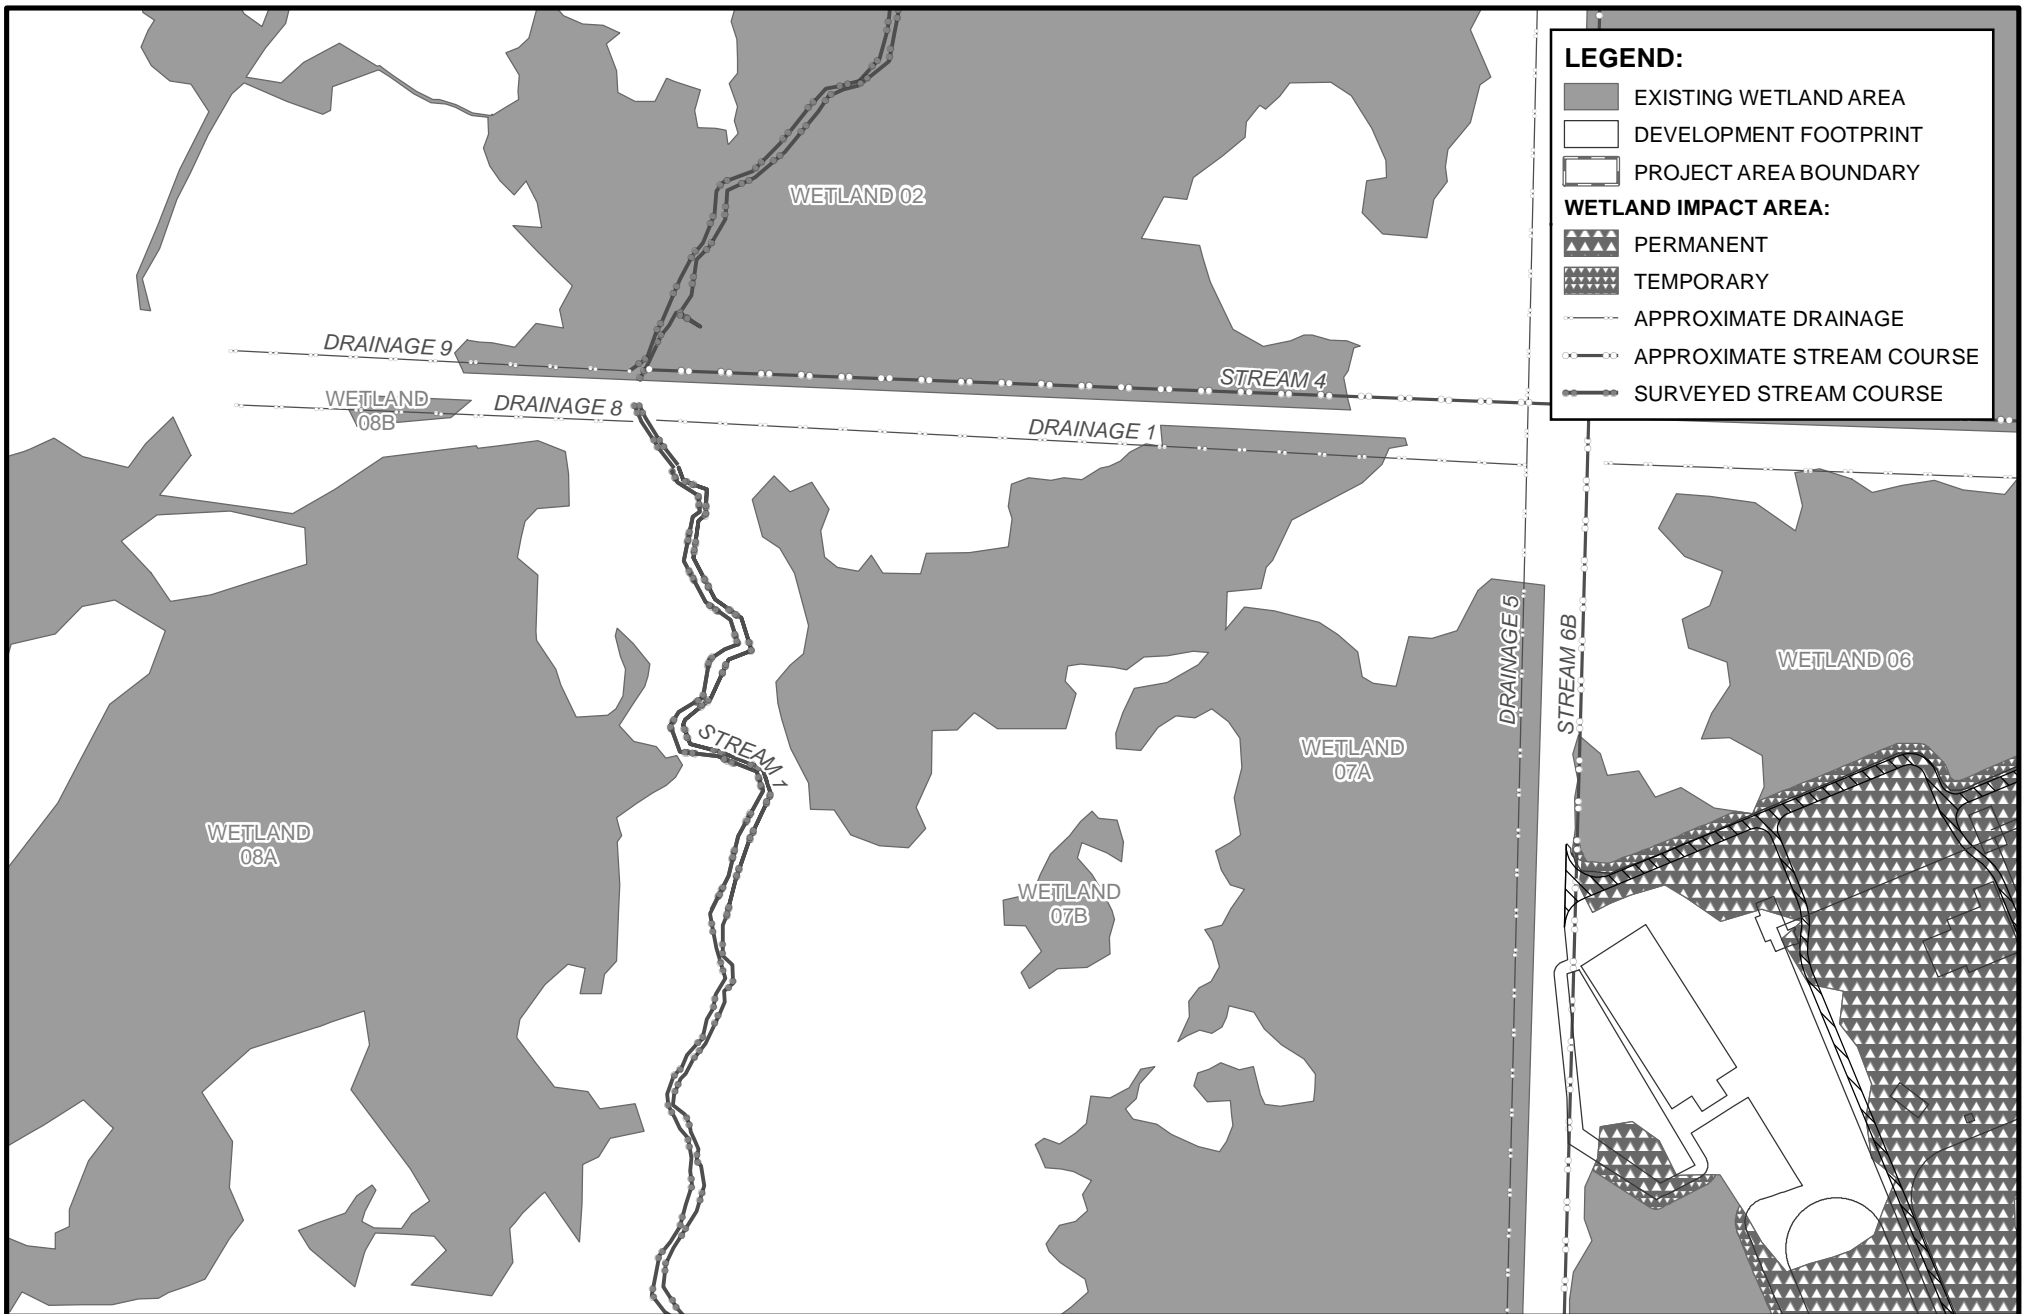 LEGEND:
EXISTING WETLAND AREA
DEVELOPMENT FOOTPRINT
PROJECT AREA BOUNDARY
WETLAND IMPACT AREA:
PERMANENT
TEMPORARY
APPROXIMATE DRAINAGE
APPROXIMATE STREAM COURSE
SURVEYED STREAM COURSE
WETLAND 02
DRAINAGE 9
STREAM 4
WETLAND
08B
DRAINAGE 8
DRAINAGE 1
DRAINAGE 5
STREAM 6B
WETLAND 06
STREAM 1
WETLAND
07A
WETLAND
08A
WETLAND
07B